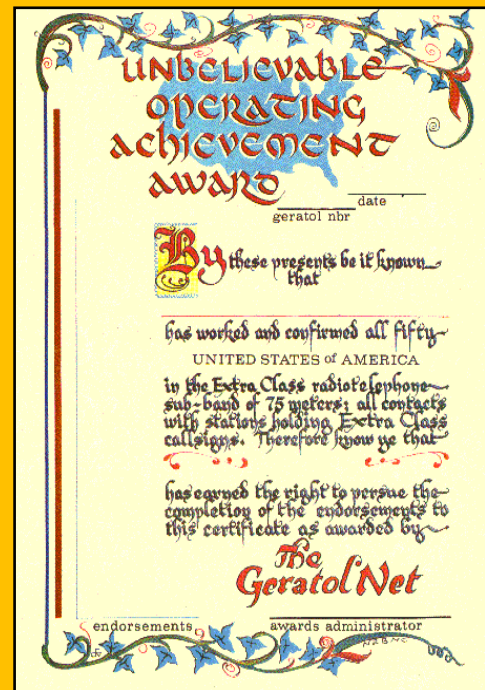 UNBELIEVABLE
OPERATING
ACHIEVEMENT
AWARD
date
geratol nbr
By these presents be it known
that
has worked and confirmed all fifty
UNITED STATES of AMERICA
in the Extra Class radiotelephone
sub-band of 75 meters; all contacts
with stations holding Extra Class
callsigns. Therefore know ye that
has earned the right to persue the
completion of the endorsements to
this certificate as awarded by
The
Geratol Net
endorsements
awards administrator